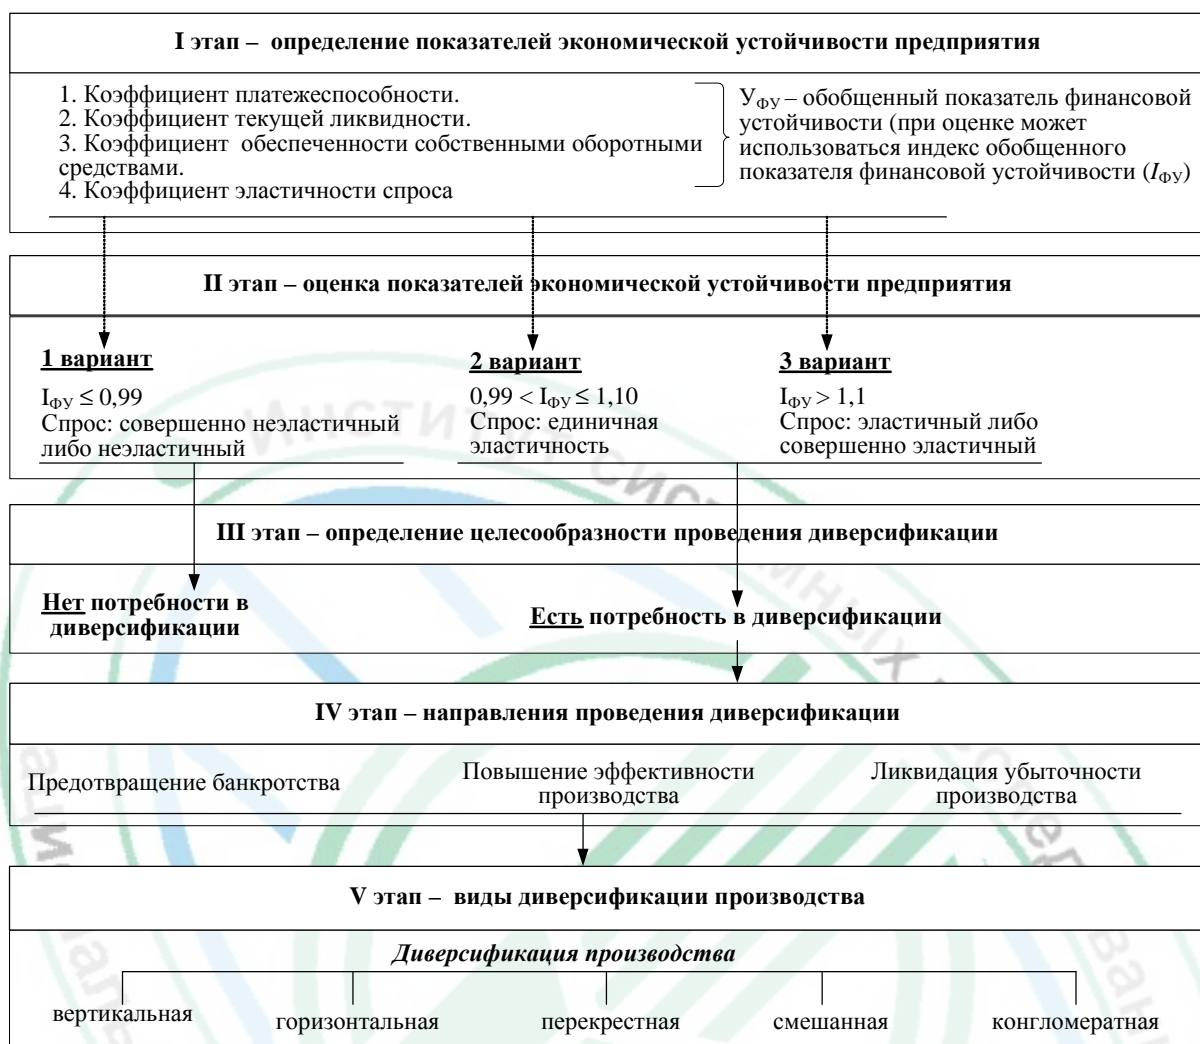 I этап – определение показателей экономической устойчивости предприятия
1. Коэффициент платежеспособности.
2. Коэффициент текущей ликвидности.
3. Коэффициент обеспеченности собственными оборотными
средствами.
4. Коэффициент эластичности спроса
УФУ – обобщенный показатель финансовой
устойчивости (при оценке может
использоваться индекс обобщенного
показателя финансовой устойчивости (IФУ)
II этап – оценка показателей экономической устойчивости предприятия
1 вариант
IФУ ≤ 0,99
Спрос: совершенно неэластичный
либо неэластичный
2 вариант
0,99 < IФУ ≤ 1,10
Спрос: единичная
эластичность
3 вариант
IФУ > 1,1
Спрос: эластичный либо
совершенно эластичный
III этап – определение целесообразности проведения диверсификации
Нет потребности в
диверсификации
Есть потребность в диверсификации
IV этап – направления проведения диверсификации
Предотвращение банкротства
Повышение эффективности
производства
Ликвидация убыточности
производства
V этап – виды диверсификации производства
Диверсификация производства
вертикальная
горизонтальная
перекрестная
смешанная
конгломератная
Институт системных